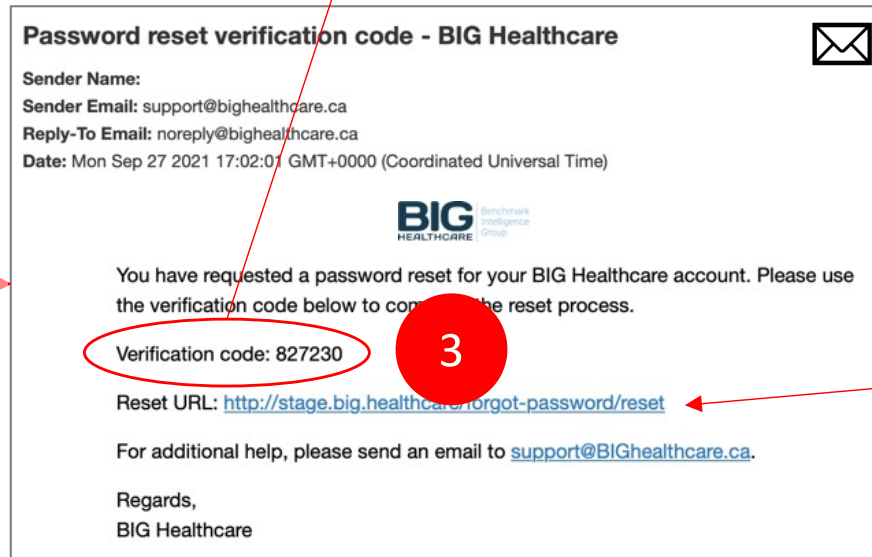 Password reset verification code - BIG Healthcare
Sender Name:
Sender Email: support@bighealthcare.ca
Reply-To Email: noreply@bighealthcare.ca
Date: Mon Sep 27 2021 17:02:01 GMT+0000 (Coordinated Universal Time)
BIG HEALTHCARE
Benchmark
Intelligence
Group
You have requested a password reset for your BIG Healthcare account. Please use
the verification code below to the reset process.
Verification code: 827230
3
Reset URL: http://stage.big.healthcare/forgot-password/reset
For additional help, please send an email to support@BIGhealthcare.ca.
Regards,
BIG Healthcare